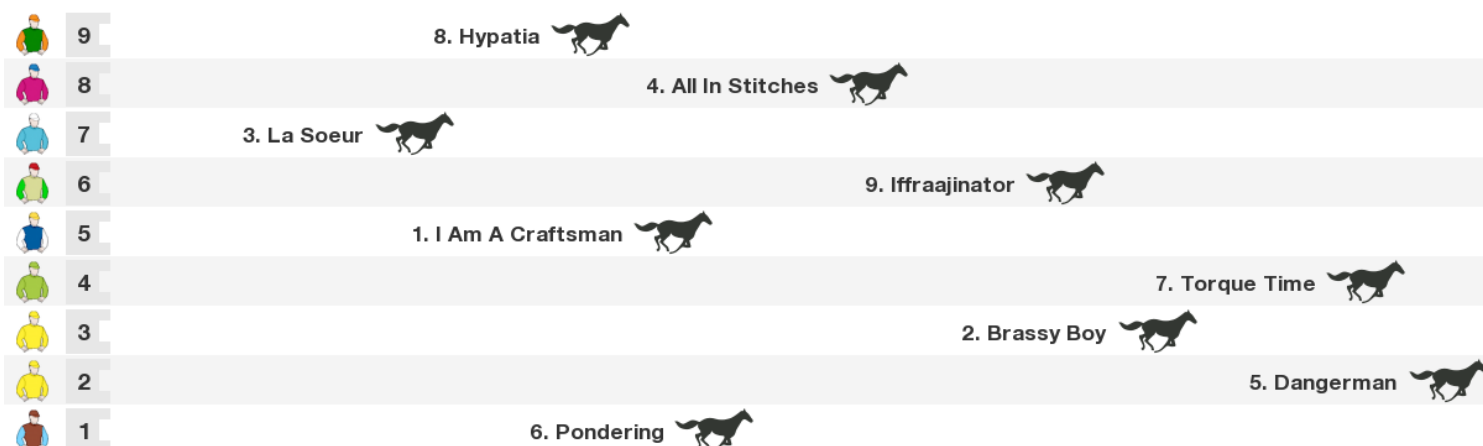 9 8. Hypatia
8 4. All In Stitches
7 3. La Soeur
6 9. Iffraajinator
5 1. I Am A Craftsman
4 7. Torque Time
3 2. Brassy Boy
2 5. Dangerman
1 6. Pondering